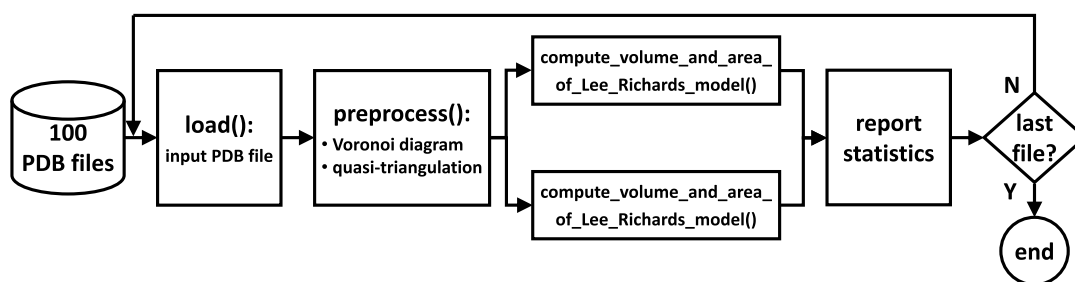 100
PDB files
load():
input PDB file
preprocess():
• Voronoi diagram
• quasi-triangulation
compute_volume_and_area_
of_Lee_Richards_model()
compute_volume_and_area_
of_Lee_Richards_model()
report
statistics
N
last
file?
Y
end